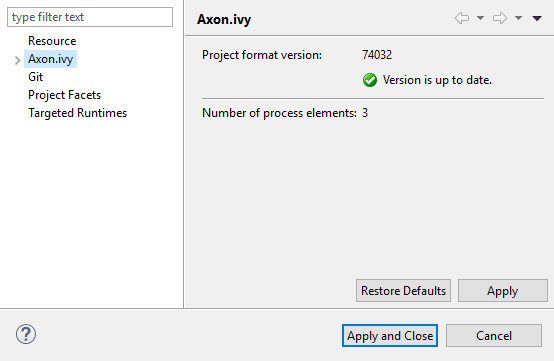 type filter text
Resource
Axon.ivy
Git
Project Facets
Targeted Runtimes
Axon.ivy
Project format version: 74032
Version is up to date.
Number of process elements: 3
Restore Defaults
Apply
?
Apply and Close
Cancel